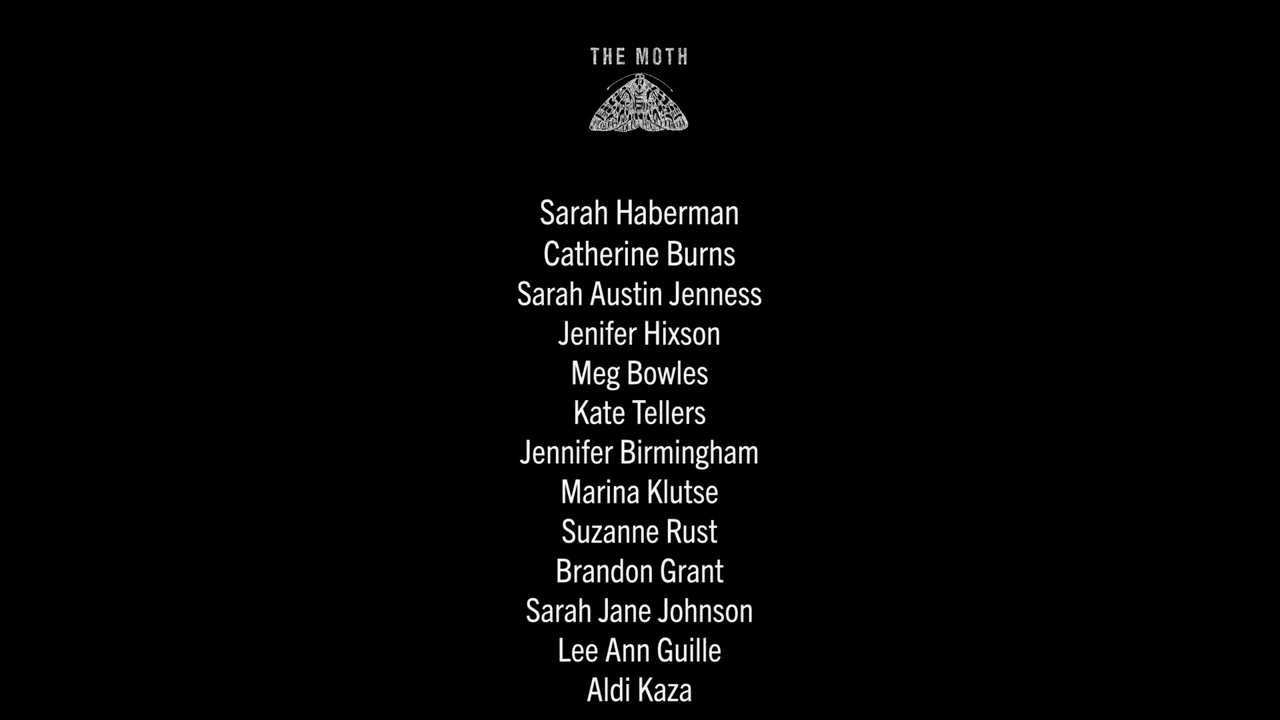 THE MOTH
Sarah Haberman
Catherine Burns
Sarah Austin Jenness
Jenifer Hixson
Meg Bowles
Kate Tellers
Jennifer Birmingham
Marina Klutse
Suzanne Rust
Brandon Grant
Sarah Jane Johnson
Lee Ann Guille
Aldi Kaza